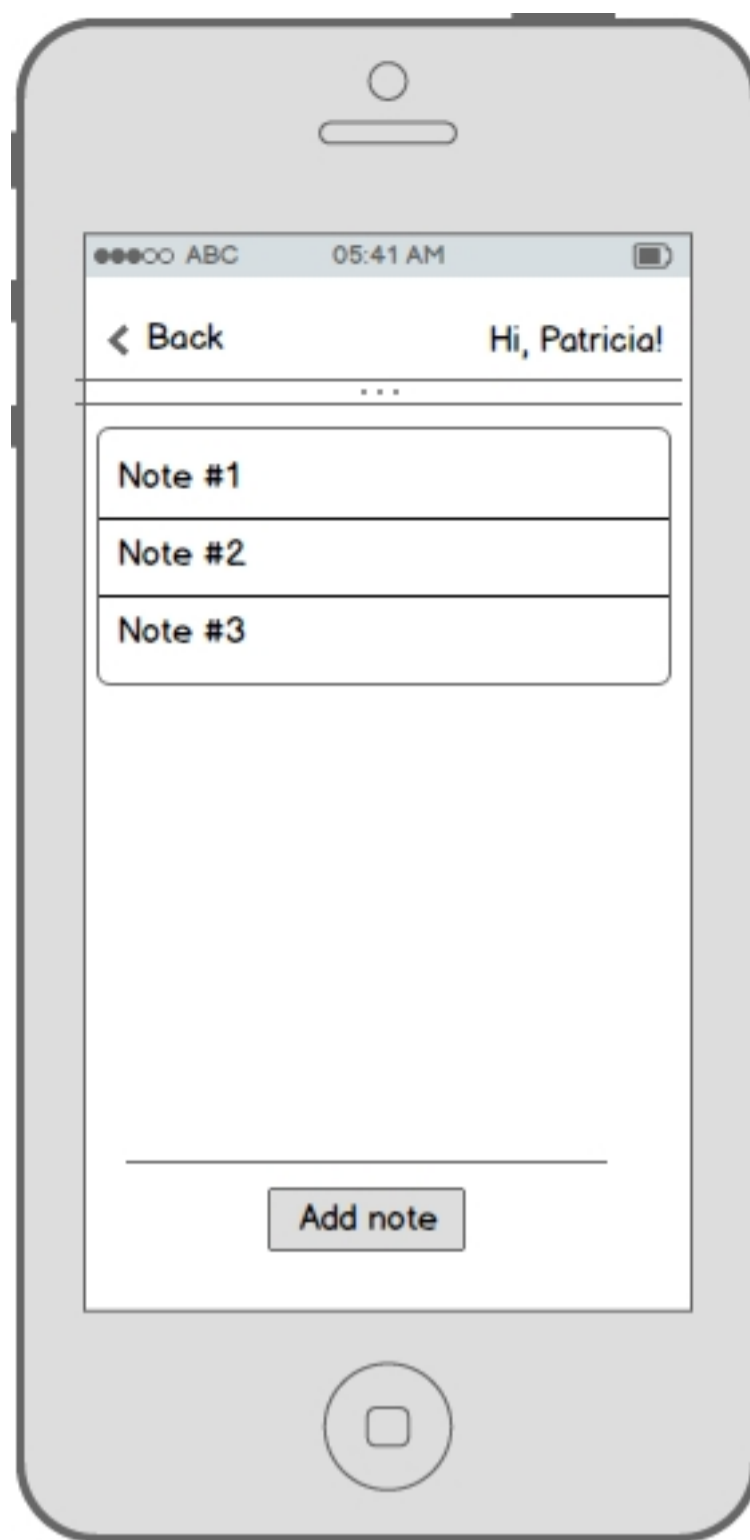 ABC 05:41 AM
Back Hi, Patricia!
...
Note #1
Note #2
Note #3
Add note